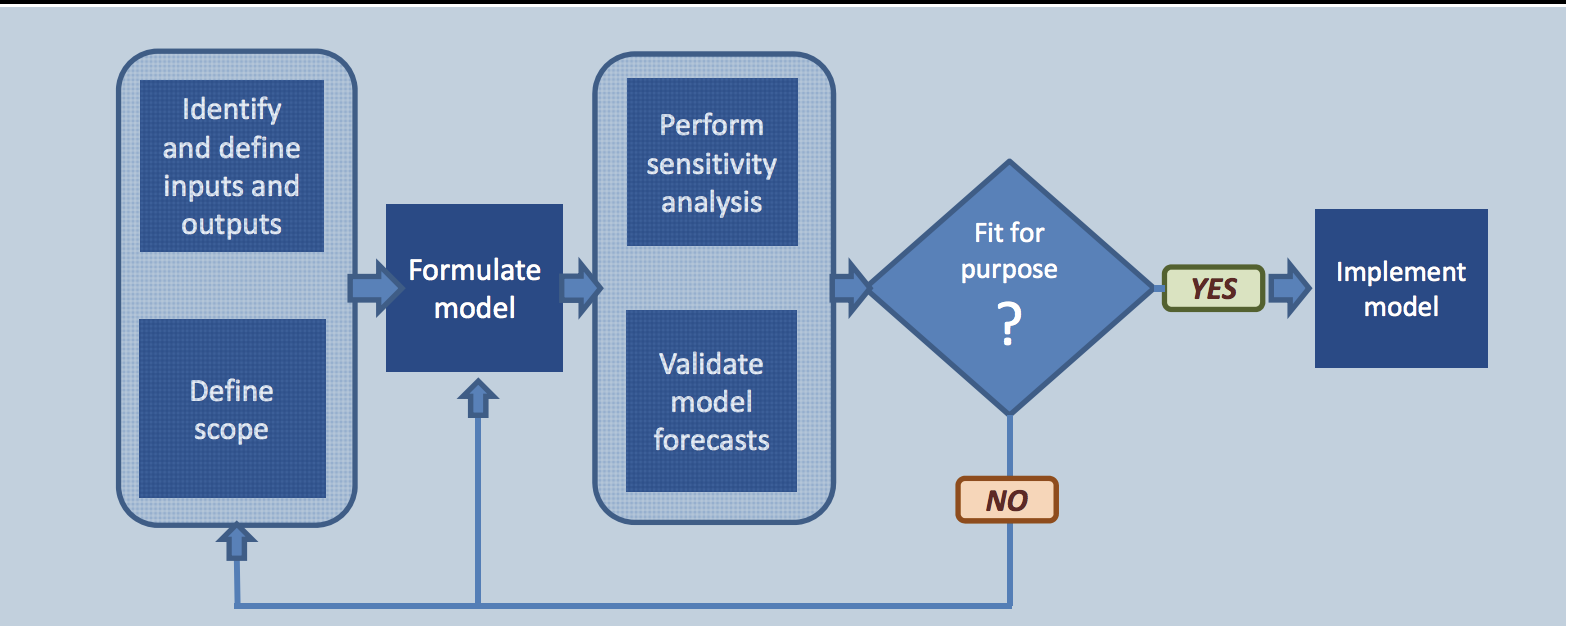 Identify
and define
inputs and
outputs
Define
scope
Formulate
model
Perform
sensitivity
analysis
Validate
model
forecasts
Fit for
purpose
?
YES
NO
Implement
model